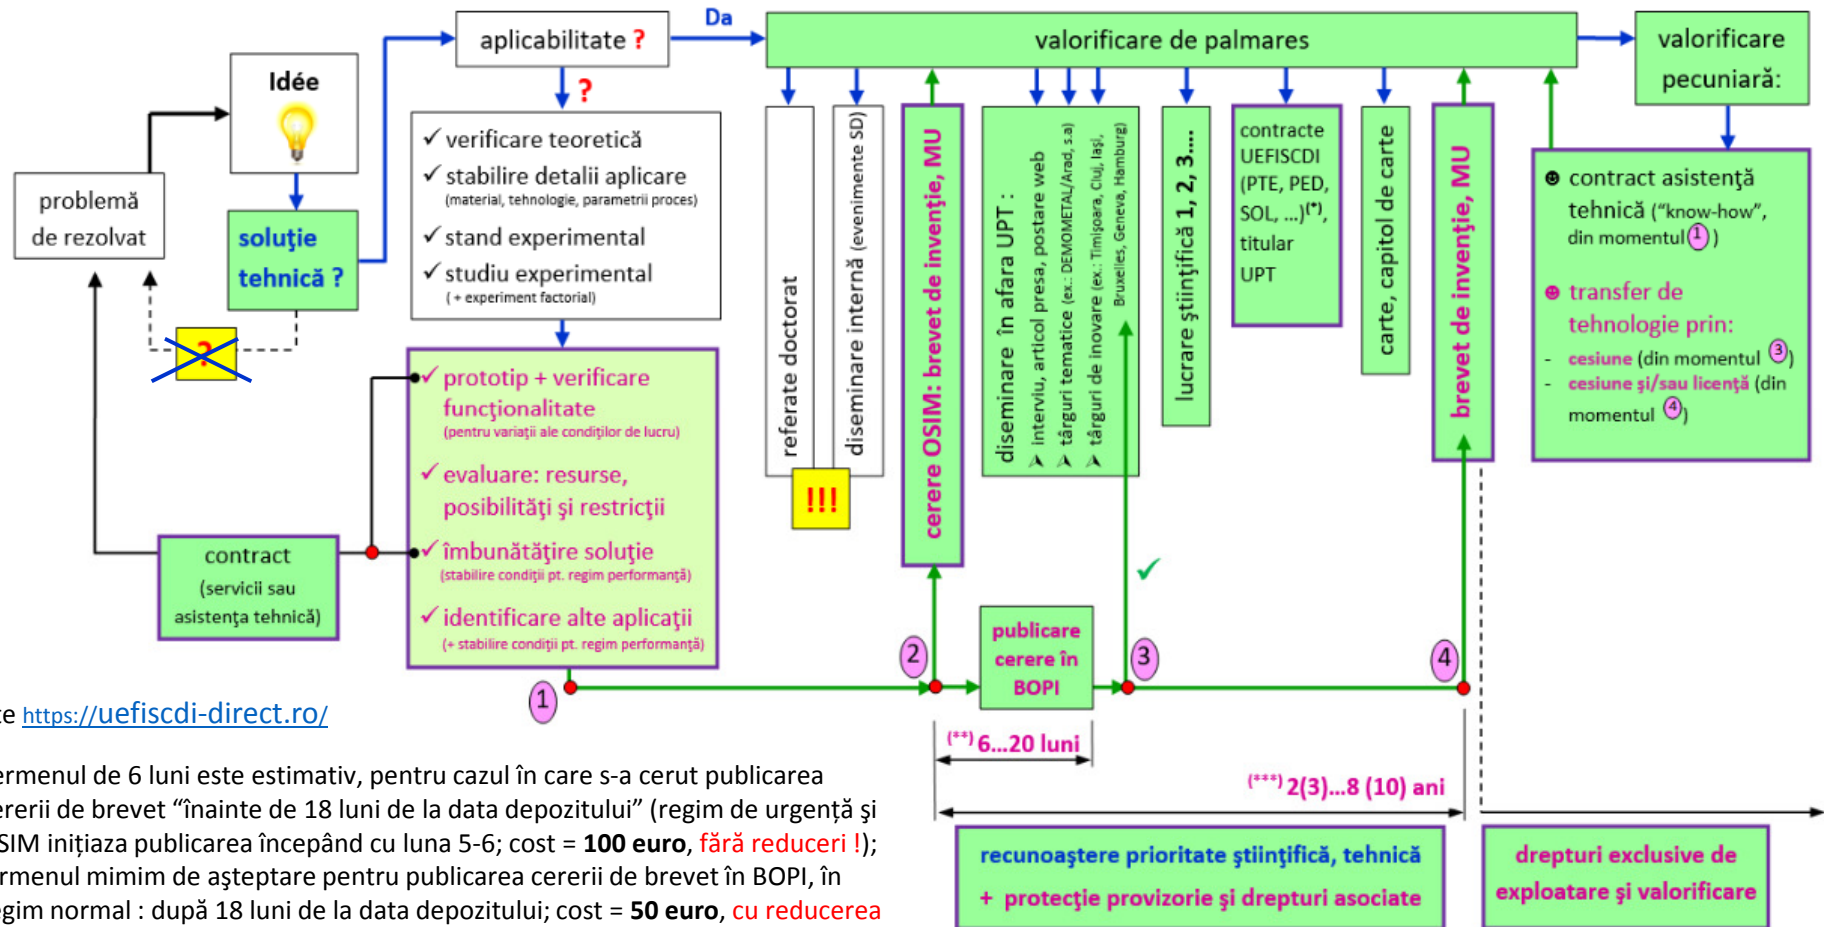 Idée
problemă
de rezolvat
soluţie
tehnică ?
?
aplicabilitate ?
Da
?
✓ verificare teoretică
✓ stabilire detalii aplicare
(material, tehnologie, parametrii proces)
✓ stand experimental
✓ studiu experimental
( + experiment factorial)
✓ prototip + verificare
funcţionalitate
(pentru variaţii ale condiţilor de lucru)
✓ evaluare: resurse,
posibilităţi şi restricţii
✓ îmbunătăţire soluţie
(stabilire condiţii pt. regim performanţă)
✓ identificare alte aplicaţii
(+ stabilire condiţii pt. regim performanţă)
contract
(servicii sau
asistenţa tehnică)
valorificare de palmares
referate doctorat
diseminare internă (evenimente SD)
!!!
cerere OSIM: brevet de invenţie, MU
diseminare în afara UPT :
➢ interviu, articol presa, postare web
➢ târguri tematice (ex.: DEMOMETAL/Arad, s.a)
➢ târguri de inovare (ex.: Timişoara, Cluj, Iaşi,
Bruxelles, Geneva, Hamburg)
lucrare ştiinţifică 1, 2, 3....
contracte
UEFISCDI
(PTE, PED,
SOL, ...)(*),
titular
UPT
carte, capitol de carte
brevet de invenţie, MU
valorificare
pecuniară:
☻ contract asistenţă
tehnică (“know-how”,
din momentul 1 )
☻ transfer de
tehnologie prin:
- cesiune (din momentul 3)
- cesiune şi/sau licenţă (din
momentul 4)
1
2
publicare
cerere în
BOPI
✓
3
4
(**) 6...20 luni
(***) 2(3)...8 (10) ani
recunoaştere prioritate ştiinţifică, tehnică
+ protecţie provizorie şi drepturi asociate
drepturi exclusive de
exploatare şi valorificare
te https://uefiscdi-direct.ro/
ermenul de 6 luni este estimativ, pentru cazul în care s-a cerut publicarea
ererii de brevet “înainte de 18 luni de la data depozitului” (regim de urgență şi
SIM inițiaza publicarea începând cu luna 5-6; cost = 100 euro, fără reduceri !);
ermenul mimim de aşteptare pentru publicarea cererii de brevet în BOPI, în
egim normal : după 18 luni de la data depozitului; cost = 50 euro, cu reducerea